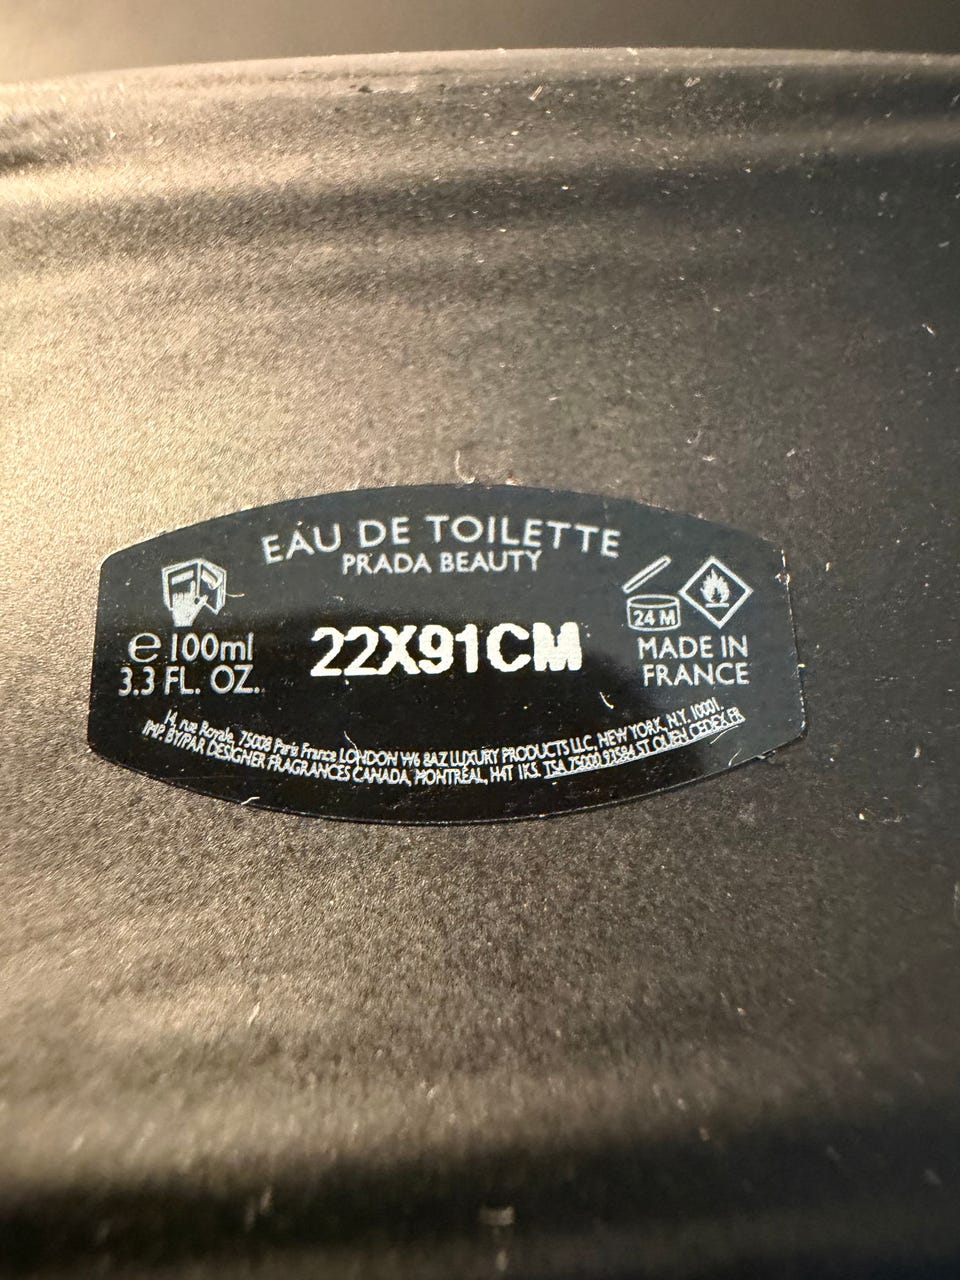 EAU DE TOILETTE
PRADA BEAUTY
e 100ml
3.3 FL. OZ.
22X91CM
24 M
MADE IN
FRANCE
14, rue Royale, 75008 Paris France LONDON W6 8AZ LUXURY PRODUCTS LLC, NEW YORK, N.Y. 10001.
IMP. BY/PAR DESIGNER FRAGRANCES CANADA, MONTRÉAL, H4T 1K5. TSA 75000 93584 ST OUEN CEDEX.FR